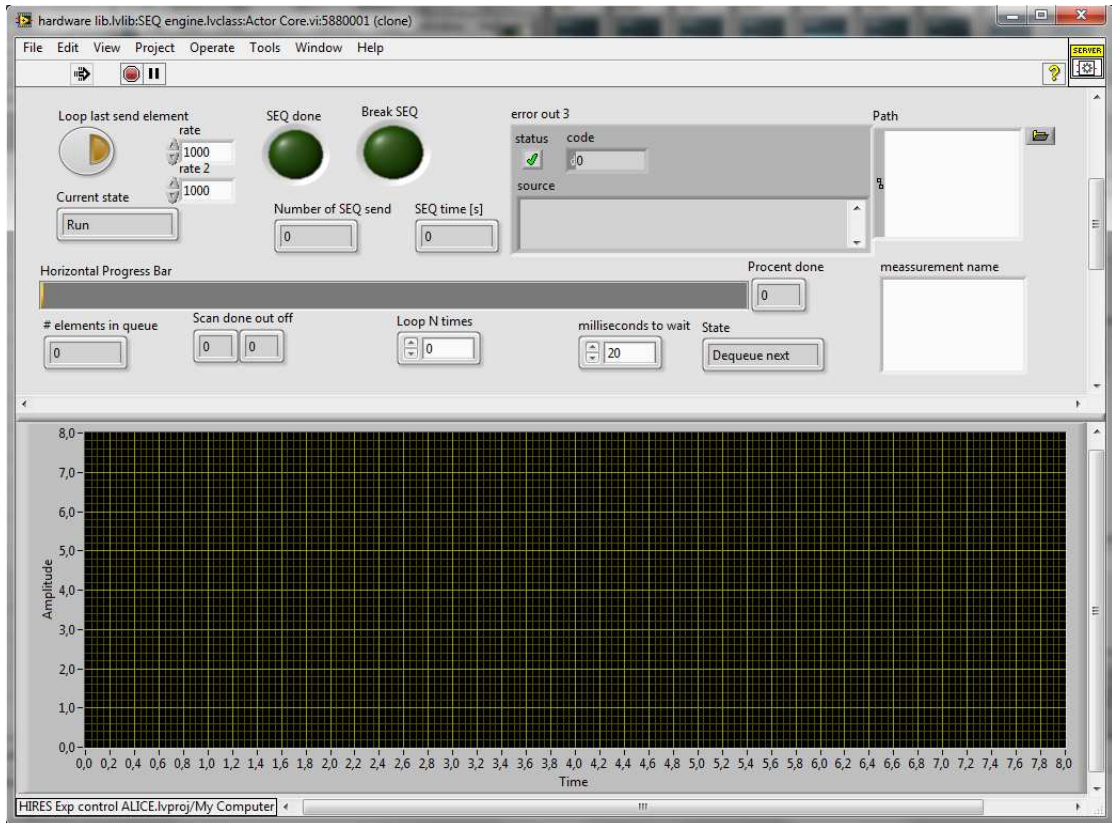 hardware lib.lvlib:SEQ engine.lvclass:Actor Core.vi:5880001 (clone)
File Edit View Project Operate Tools Window Help
SERVER
Loop last send element
rate
1000
rate 2
1000
SEQ done
Break SEQ
error out 3
status code
d0
source
Path
Current state
Run
Number of SEQ send
0
SEQ time [s]
0
Horizontal Progress Bar
Procent done
0
meassurement name
# elements in queue
0
Scan done out off
0 0
Loop N times
0
milliseconds to wait
20
State
Dequeue next
Amplitude
8,0
7,0
6,0
5,0
4,0
3,0
2,0
1,0
0,0
0,0 0,2 0,4 0,6 0,8 1,0 1,2 1,4 1,6 1,8 2,0 2,2 2,4 2,6 2,8 3,0 3,2 3,4 3,6 3,8 4,0 4,2 4,4 4,6 4,8 5,0 5,2 5,4 5,6 5,8 6,0 6,2 6,4 6,6 6,8 7,0 7,2 7,4 7,6 7,8 8,0
Time
HIRES Exp control ALICE.lvproj/My Computer